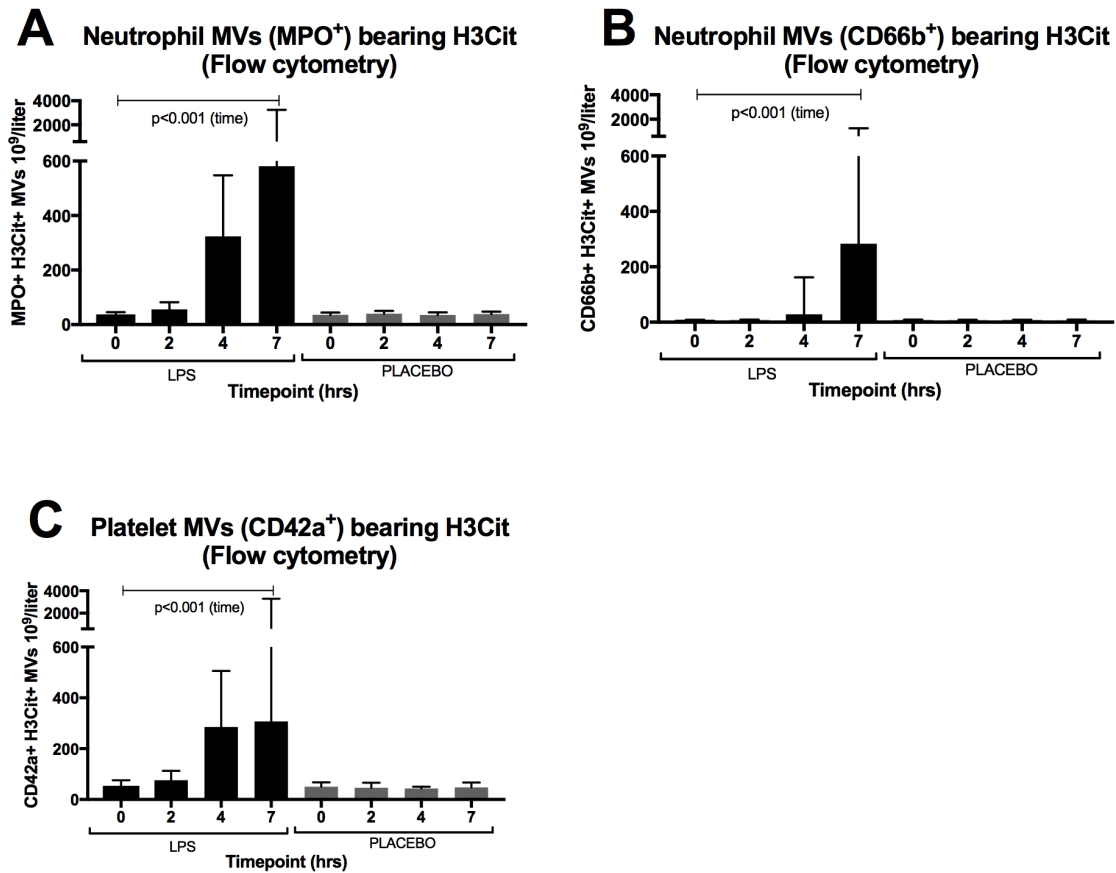 A
Neutrophil MVs (MPO⁺) bearing H3Cit
(Flow cytometry)
MPO+ H3Cit+ MVs 10⁹/liter
4000
2000
600
400
200
0
p<0.001 (time)
0 2 4 7 0 2 4 7
LPS PLACEBO
Timepoint (hrs)
B
Neutrophil MVs (CD66b⁺) bearing H3Cit
(Flow cytometry)
CD66b+ H3Cit+ MVs 10⁹/liter
4000
2000
600
400
200
0
p<0.001 (time)
0 2 4 7 0 2 4 7
LPS PLACEBO
Timepoint (hrs)
C
Platelet MVs (CD42a⁺) bearing H3Cit
(Flow cytometry)
CD42a+ H3Cit+ MVs 10⁹/liter
4000
2000
600
400
200
0
p<0.001 (time)
0 2 4 7 0 2 4 7
LPS PLACEBO
Timepoint (hrs)